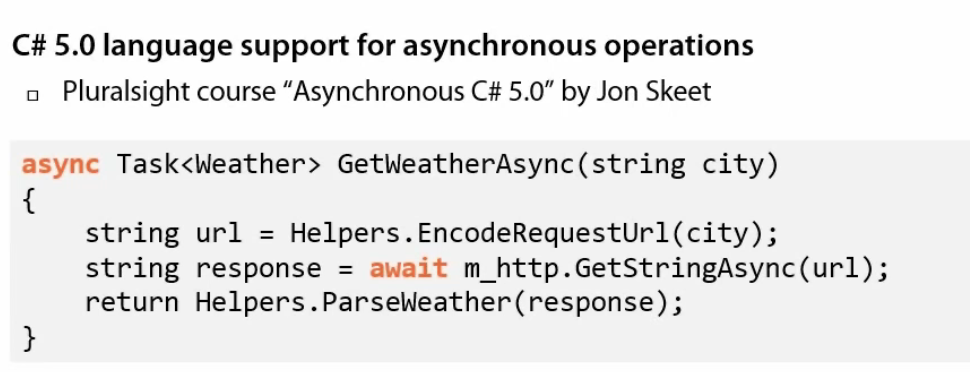 C# 5.0 language support for asynchronous operations
Pluralsight course “Asynchronous C# 5.0” by Jon Skeet
async Task<Weather> GetWeatherAsync(string city)
{
    string url = Helpers.EncodeRequestUrl(city);
    string response = await m_http.GetStringAsync(url);
    return Helpers.ParseWeather(response);
}